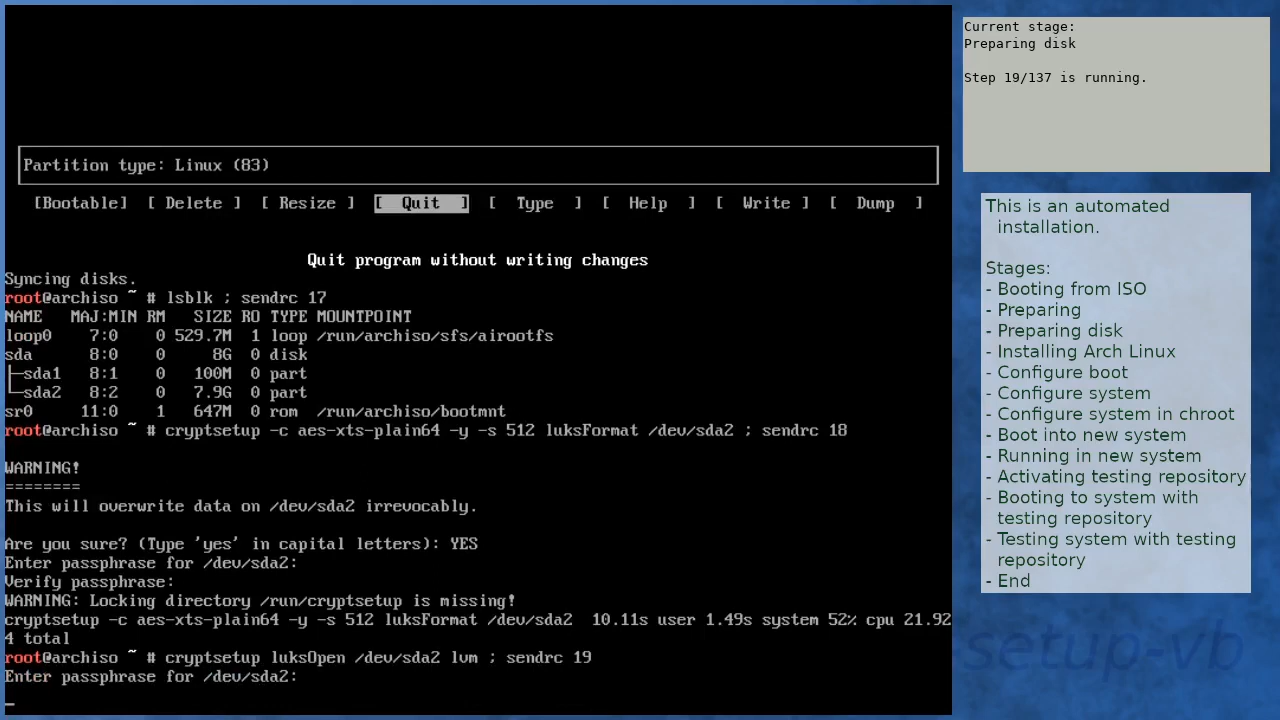 Partition type: Linux (83)
[Bootable] [ Delete ] [ Resize ] [ Quit ] [ Type ] [ Help ] [ Write ] [ Dump ]
Quit program without writing changes
Syncing disks.
root@archiso ~ # lsblk ; sendrc 17
NAME MAJ:MIN RM SIZE RO TYPE MOUNTPOINT
loop0 7:0 0 529.7M 1 loop /run/archiso/sfs/airootfs
sda 8:0 0 8G 0 disk
├─sda1 8:1 0 100M 0 part
└─sda2 8:2 0 7.9G 0 part
sr0 11:0 1 647M 0 rom /run/archiso/bootmnt
root@archiso ~ # cryptsetup -c aes-xts-plain64 -y -s 512 luksFormat /dev/sda2 ; sendrc 18
WARNING!
========
This will overwrite data on /dev/sda2 irrevocably.
Are you sure? (Type 'yes' in capital letters): YES
Enter passphrase for /dev/sda2:
Verify passphrase:
WARNING: Locking directory /run/cryptsetup is missing!
cryptsetup -c aes-xts-plain64 -y -s 512 luksFormat /dev/sda2 10.11s user 1.49s system 52% cpu 21.92
4 total
root@archiso ~ # cryptsetup luksOpen /dev/sda2 lvm ; sendrc 19
Enter passphrase for /dev/sda2:
_
Current stage:
Preparing disk
Step 19/137 is running.
This is an automated
installation.
Stages:
- Booting from ISO
- Preparing
- Preparing disk
- Installing Arch Linux
- Configure boot
- Configure system
- Configure system in chroot
- Boot into new system
- Running in new system
- Activating testing repository
- Booting to system with
testing repository
- Testing system with testing
repository
- End
setup-vb